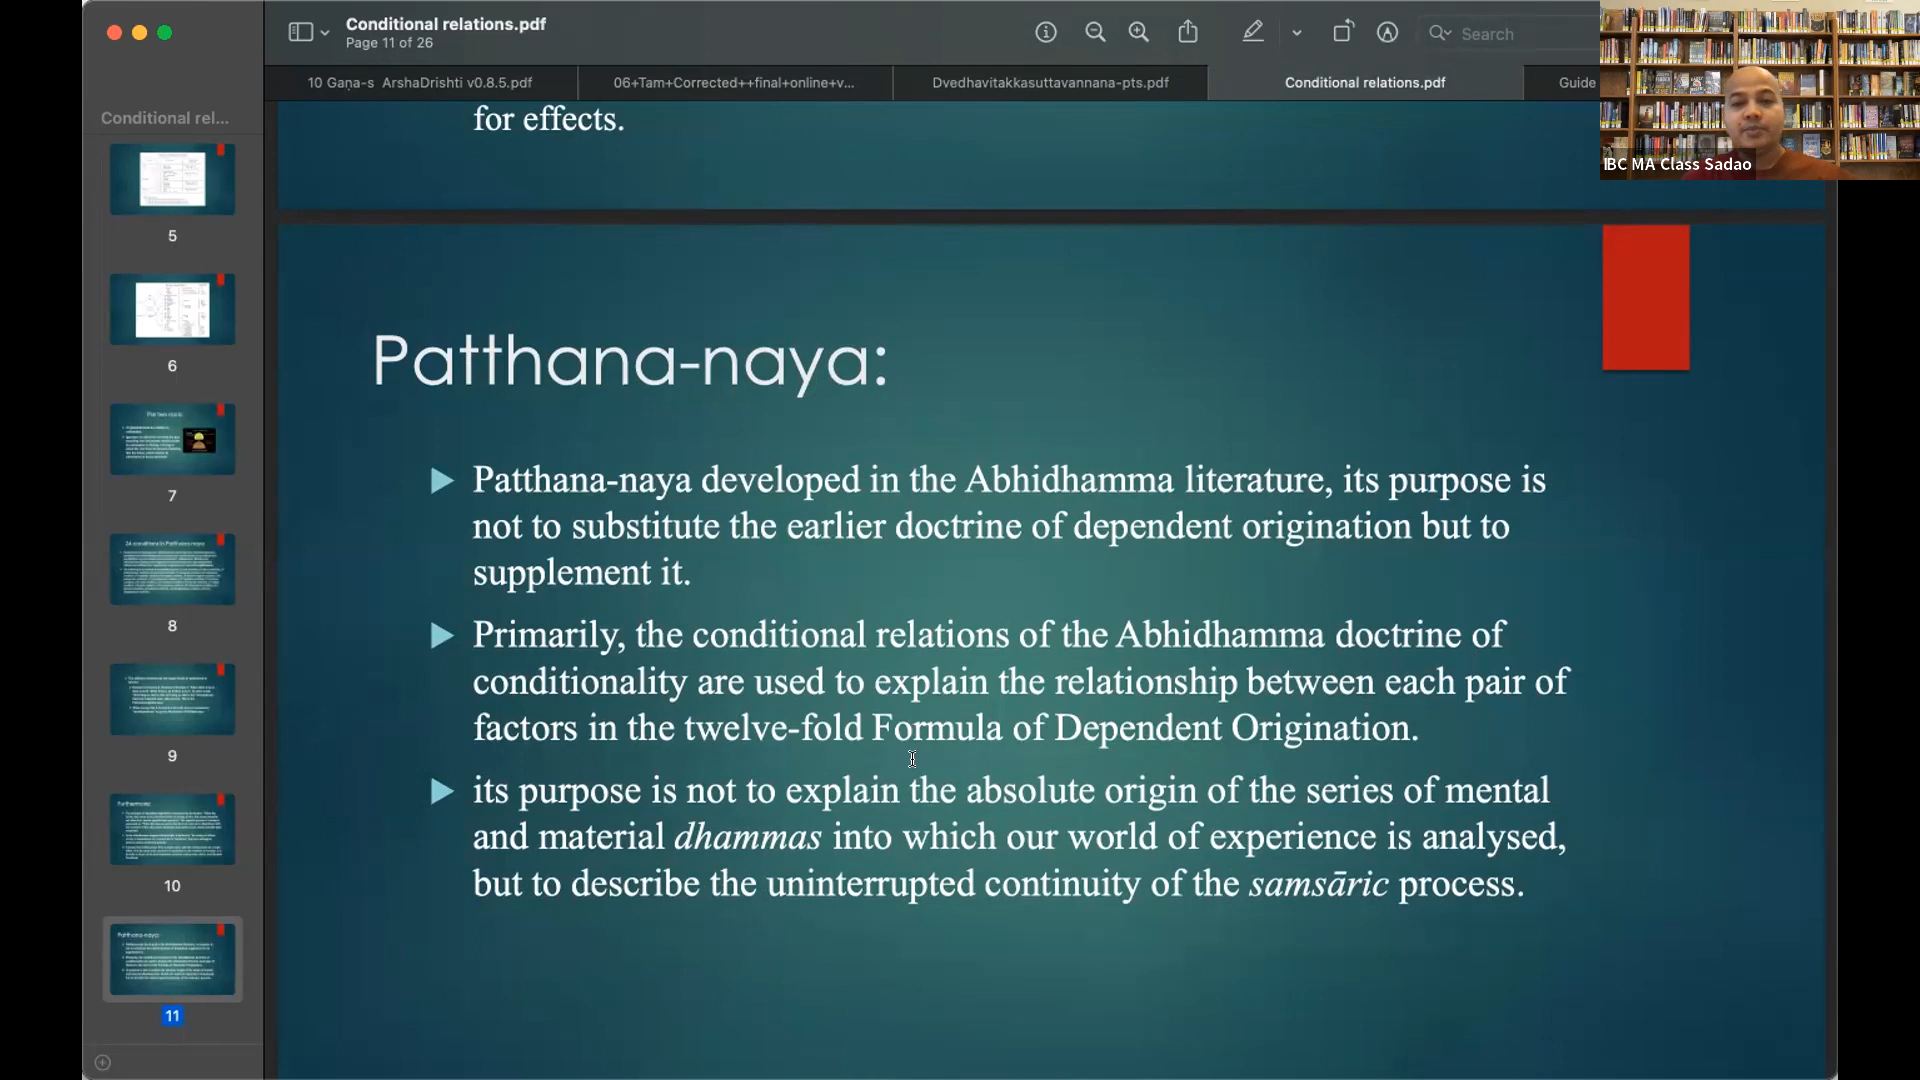 Conditional relations.pdf
Page 11 of 26
Search
10 Gaṇa-s ArshaDrishti v0.8.5.pdf
06+Tam+Corrected++final+online+v...
Dvedhavitakkasuttavannana-pts.pdf
Conditional relations.pdf
Guide
IBC MA Class Sadao
Conditional rel...
5
6
7
8
9
10
11
for effects.
Patthana-naya:
Patthana-naya developed in the Abhidhamma literature, its purpose is
not to substitute the earlier doctrine of dependent origination but to
supplement it.
Primarily, the conditional relations of the Abhidhamma doctrine of
conditionality are used to explain the relationship between each pair of
factors in the twelve-fold Formula of Dependent Origination.
its purpose is not to explain the absolute origin of the series of mental
and material dhammas into which our world of experience is analysed,
but to describe the uninterrupted continuity of the samsāric process.